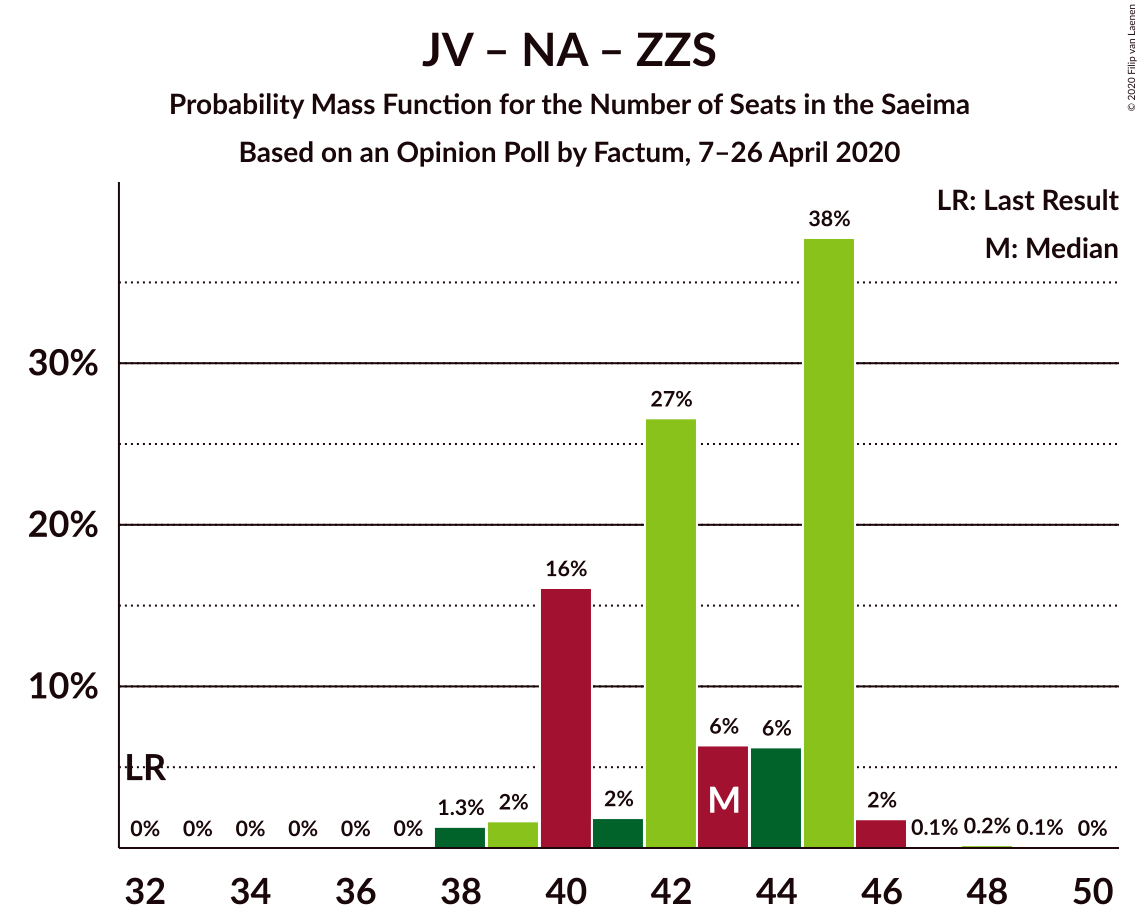 JV – NA – ZZS
Probability Mass Function for the Number of Seats in the Saeima
Based on an Opinion Poll by Factum, 7–26 April 2020
© 2020 Filip van Laenen
LR: Last Result
M: Median
38%
30%
27%
20%
16%
10%
6% 6%
LR
M
0% 0% 0% 0% 0% 0% 1.3% 2% 2% 2% 0.1% 0.2% 0.1% 0%
32 34 36 38 40 42 44 46 48 50